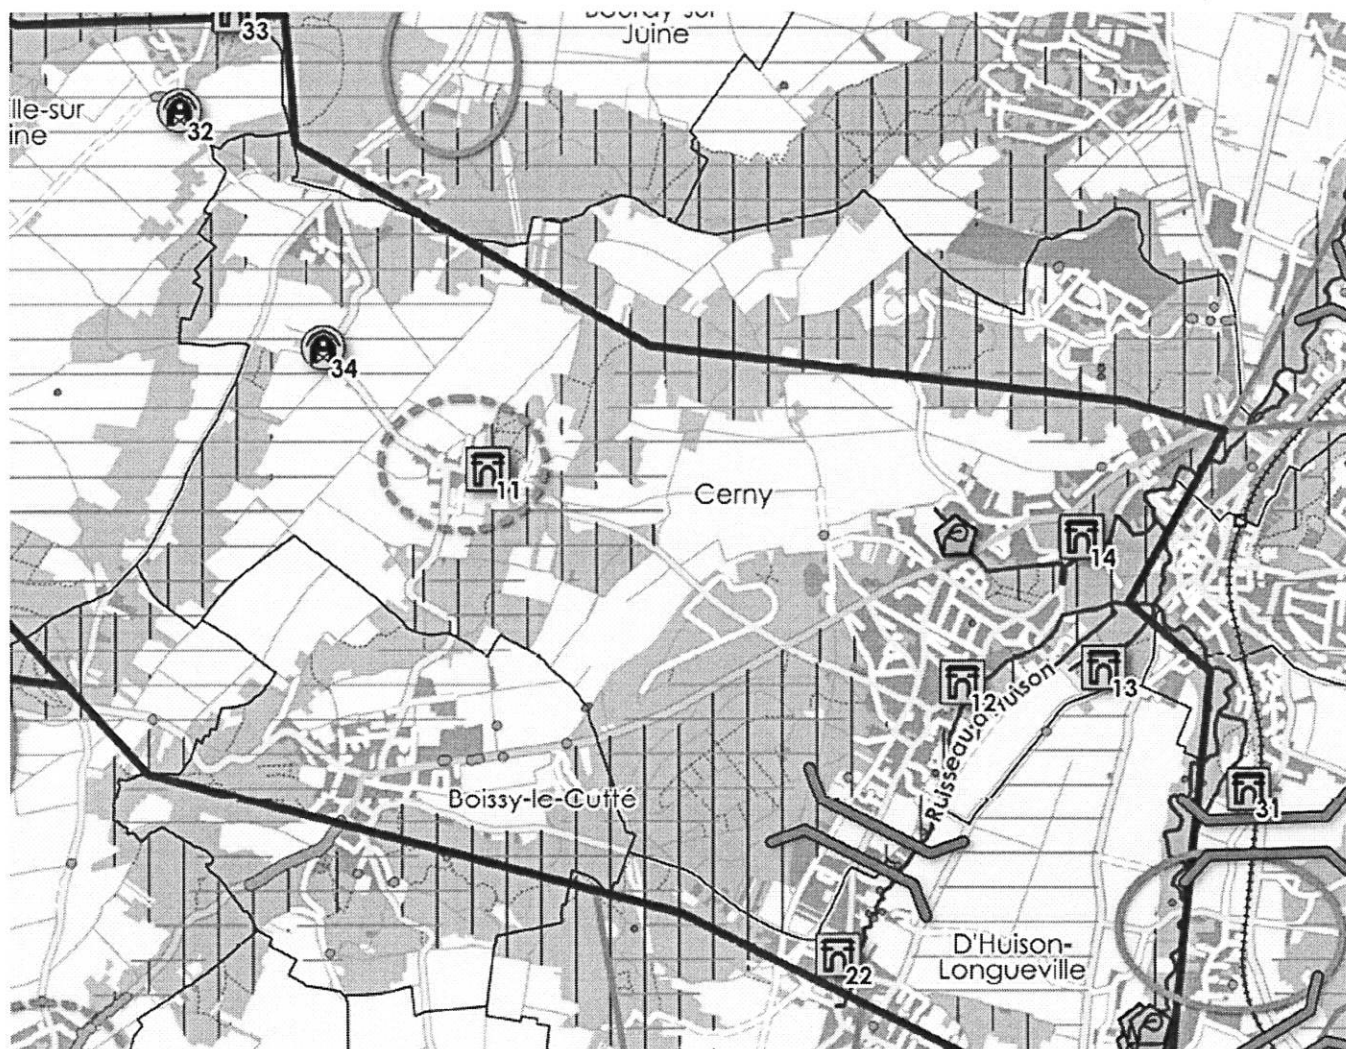 33
Juine
lle-sur
ine
32
34
11
Cerny
14
12
13
Ruisseau d'Huison
31
Boissy-le-Cutté
D'Huison-
Longueville
22